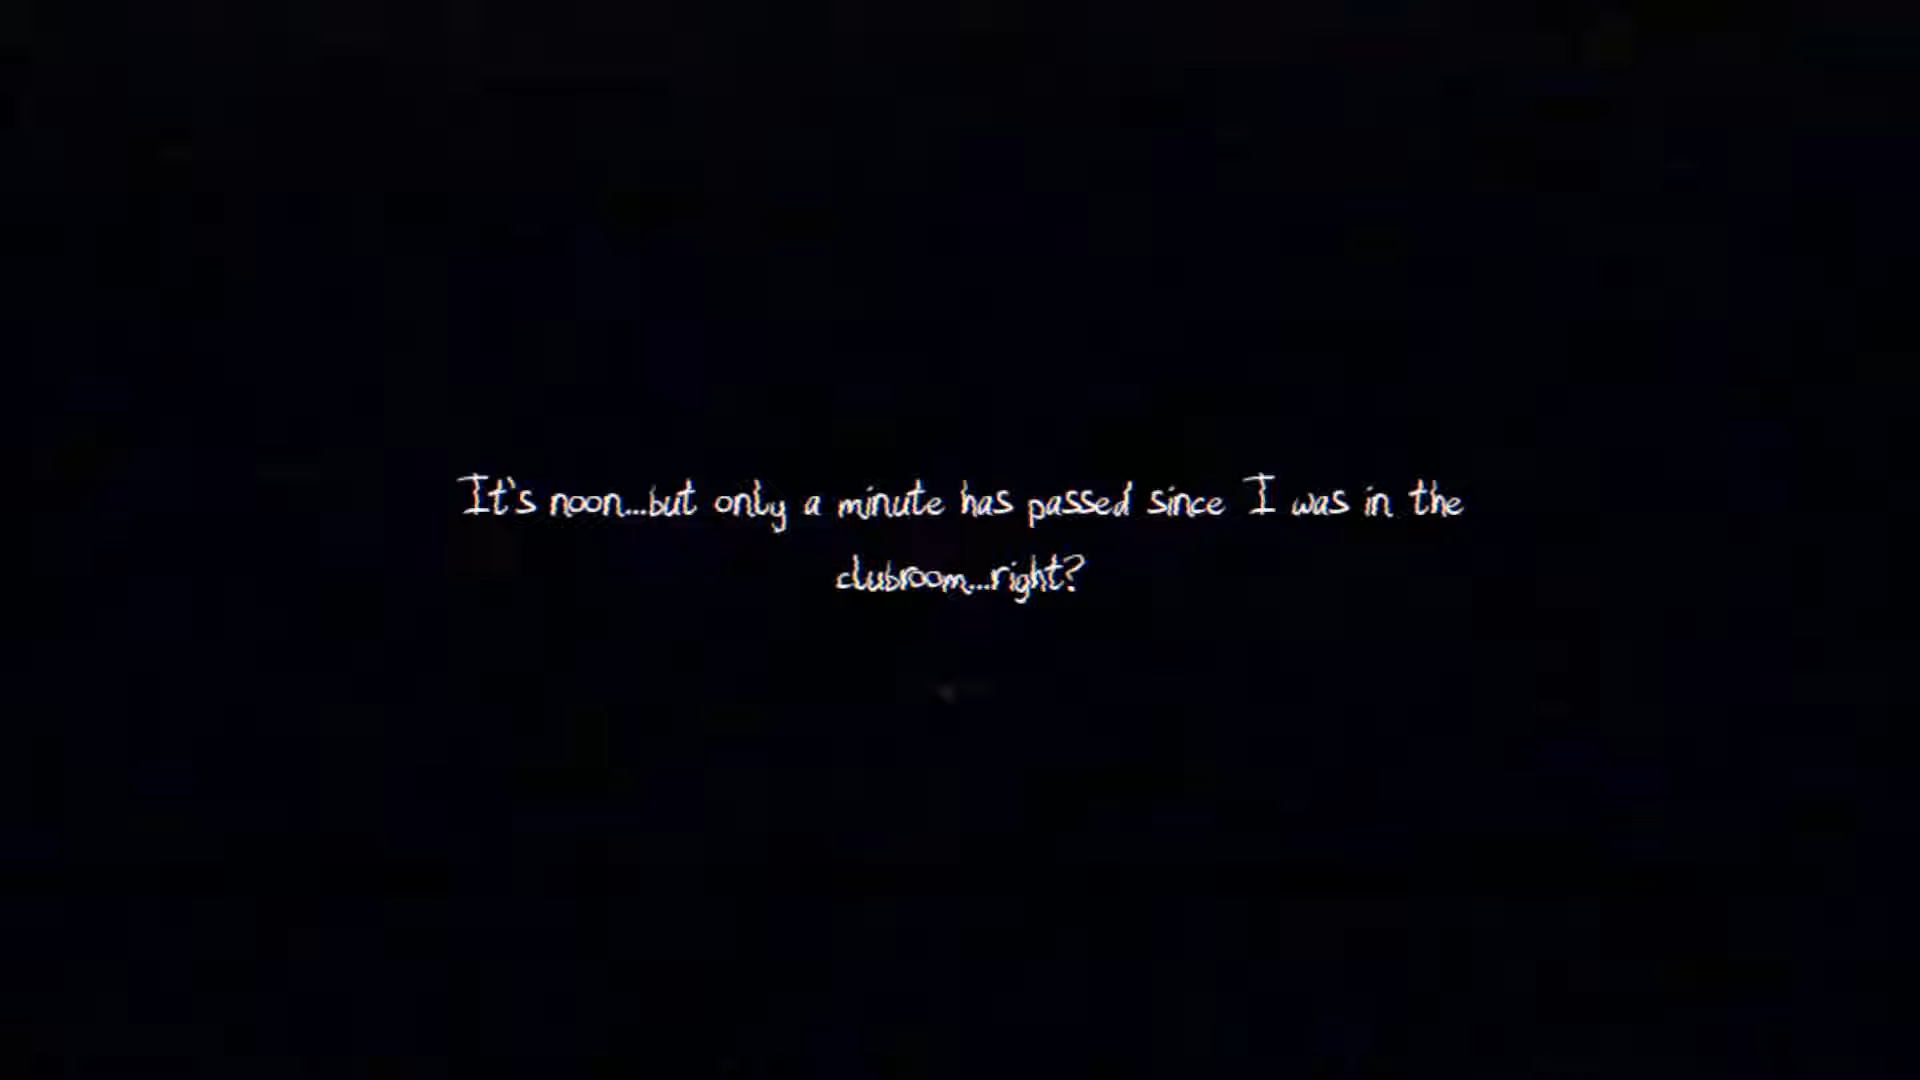 It's noon...but only a minute has passed since I was in the
clubroom...right?